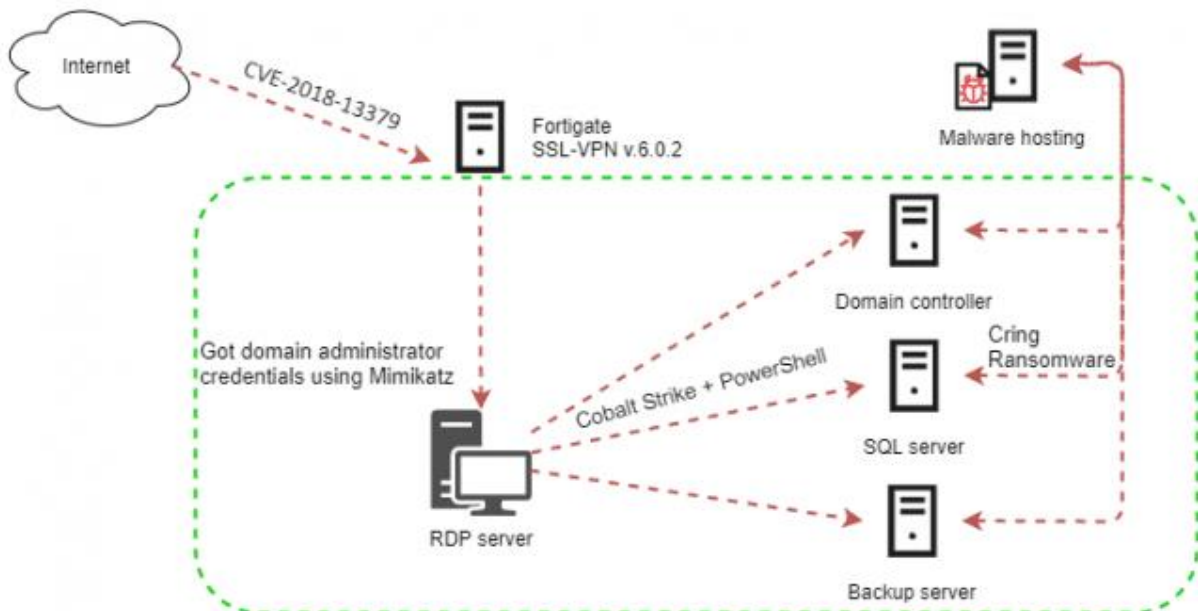 Internet
CVE-2018-13379
Fortigate
SSL-VPN v.6.0.2
Malware hosting
Domain controller
Got domain administrator
credentials using Mimikatz
Cobalt Strike + PowerShell
Cring
Ransomware
SQL server
RDP server
Backup server